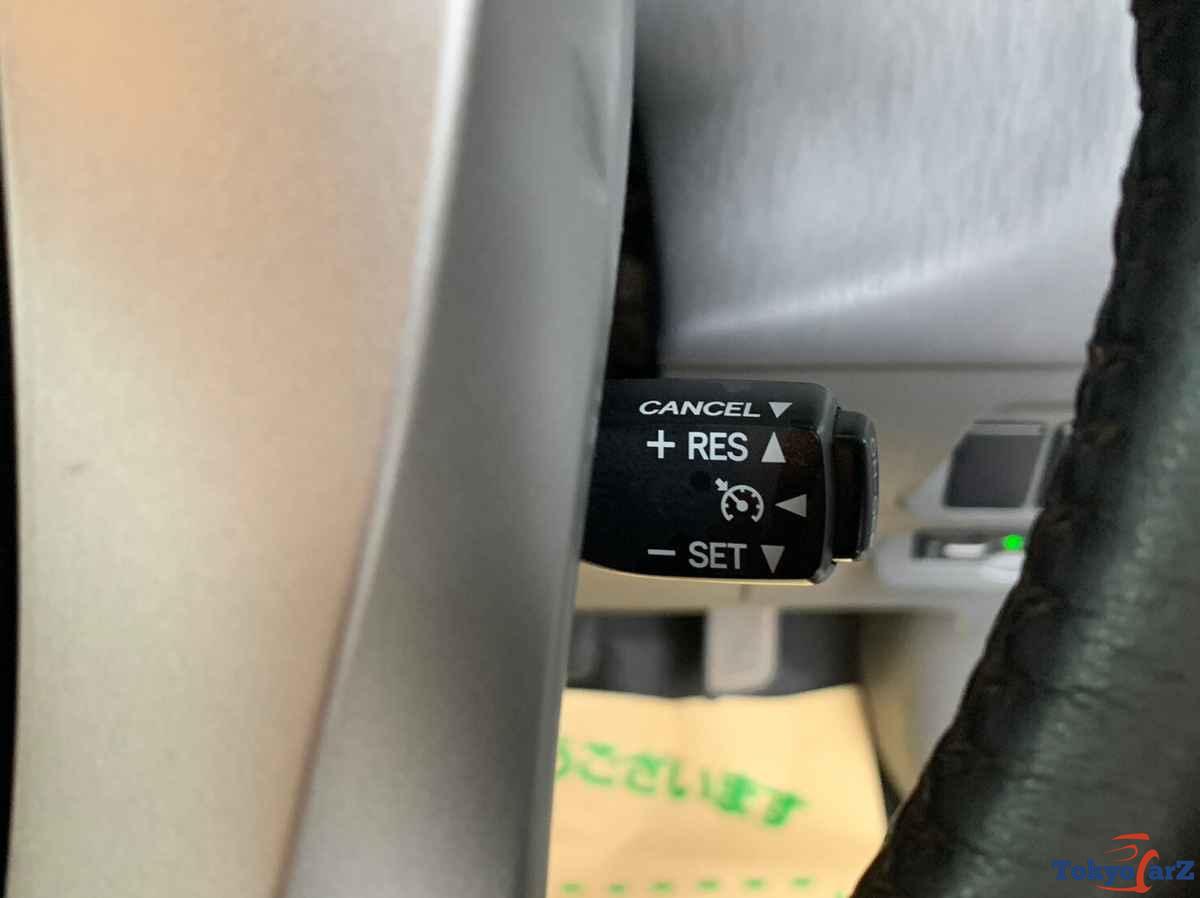 CANCEL ▼
+ RES ▲
◀
− SET ▼
ございます
TokyoCarZ